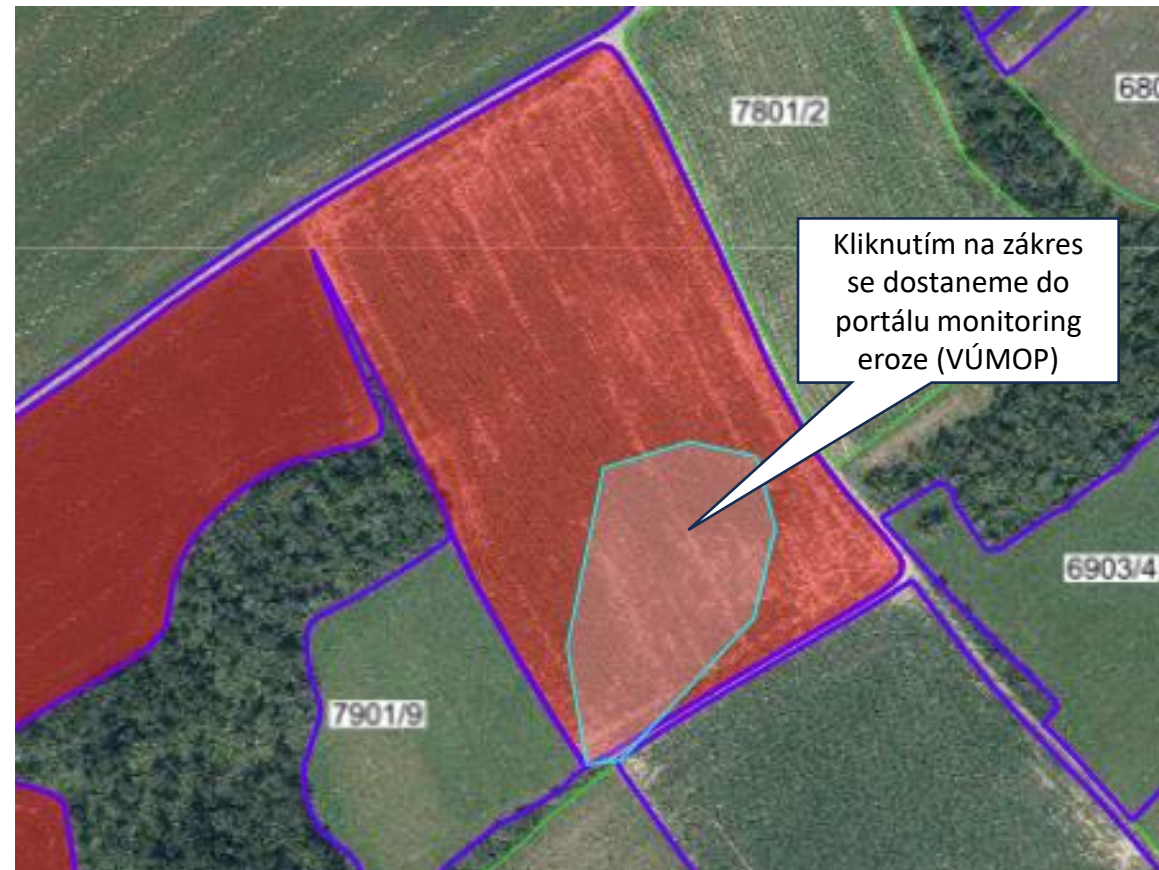 7801/2
680
Kliknutím na zákres
se dostaneme do
portálu monitoring
eroze (VÚMOP)
6903/4
7901/9